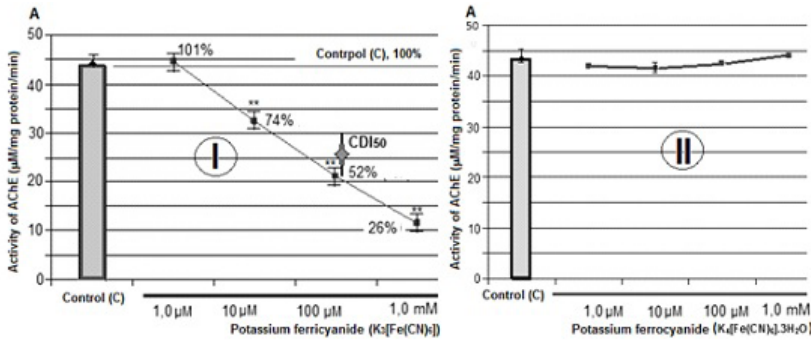 A
50
40
30
20
10
0
Activity of AChE (µM/mg protein/min)
101%
Contrpol (C), 100%
**
74%
I
CDI50
**
52%
**
26%
Control (C)
1,0 µM
10 µM
100 µM
1,0 mM
Potassium ferricyanide (K3[Fe(CN)6])
A
50
40
30
20
10
0
Activity of AChE (µM/mg protein/min)
II
Control (C)
1,0 µM
10 µM
100 µM
1,0 mM
Potassium ferrocyanide (K4[Fe(CN)6].3H2O)